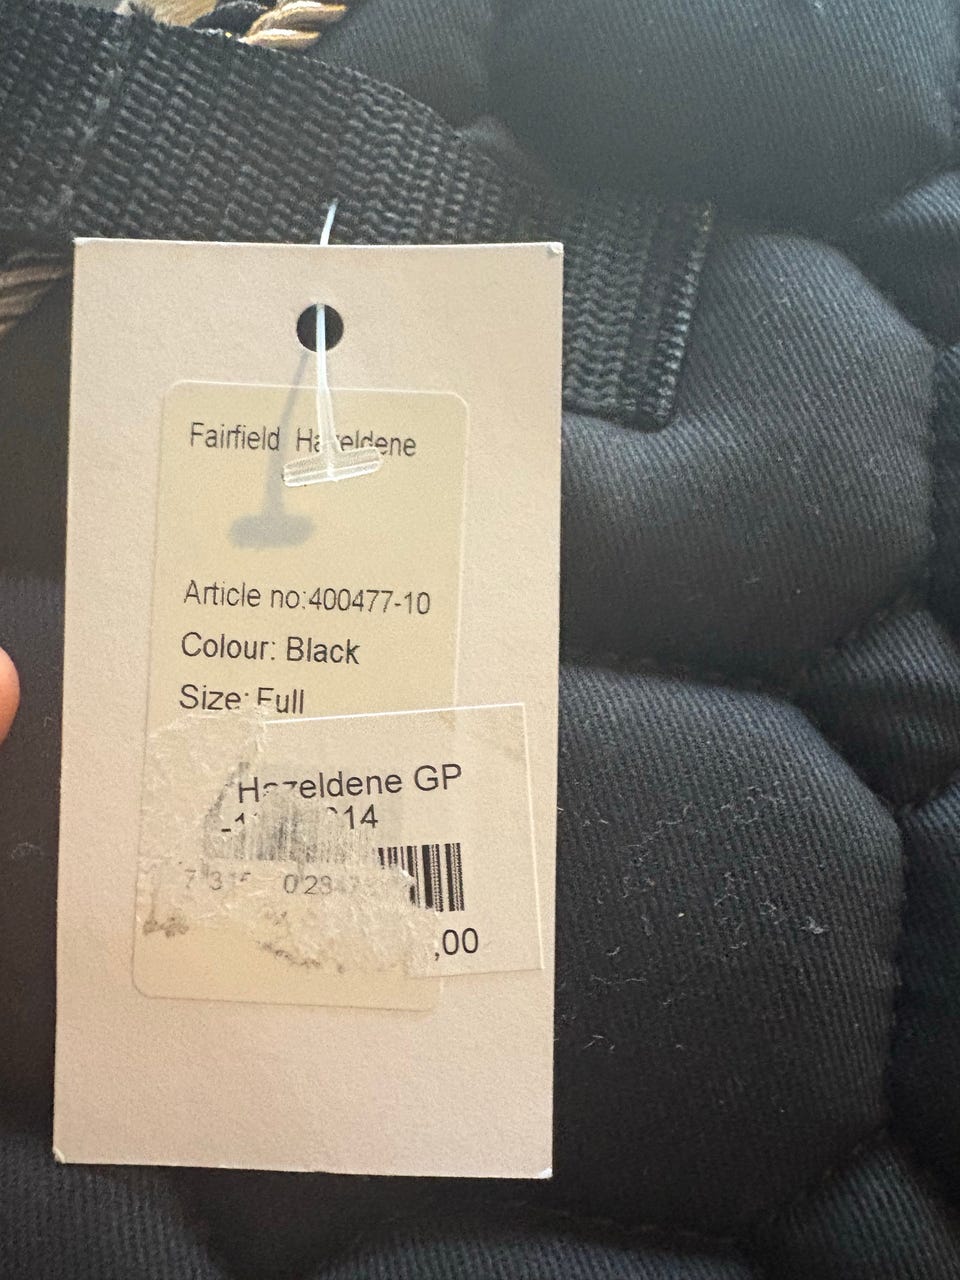 Fairfield Hazeldene
Article no:400477-10
Colour: Black
Size: Full
Hazeldene GP
,00